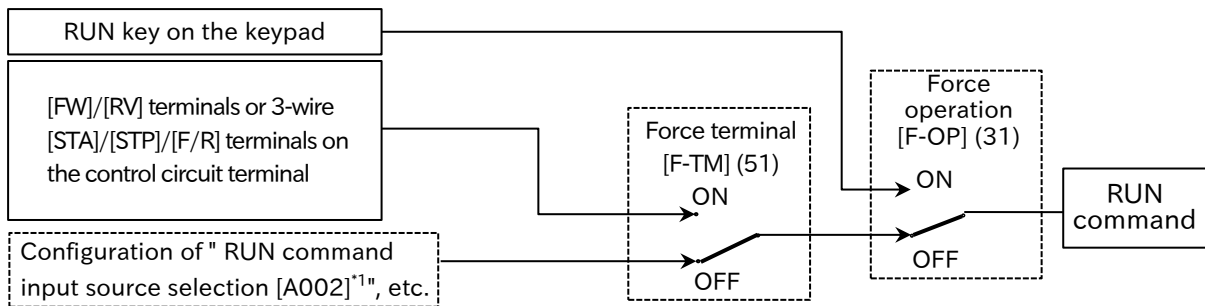 RUN key on the keypad
[FW]/[RV] terminals or 3-wire
[STA]/[STP]/[F/R] terminals on
the control circuit terminal
Configuration of " RUN command
input source selection [A002]*1", etc.
Force terminal
[F-TM] (51)
ON
OFF
Force
operation
[F-OP] (31)
ON
OFF
RUN
command